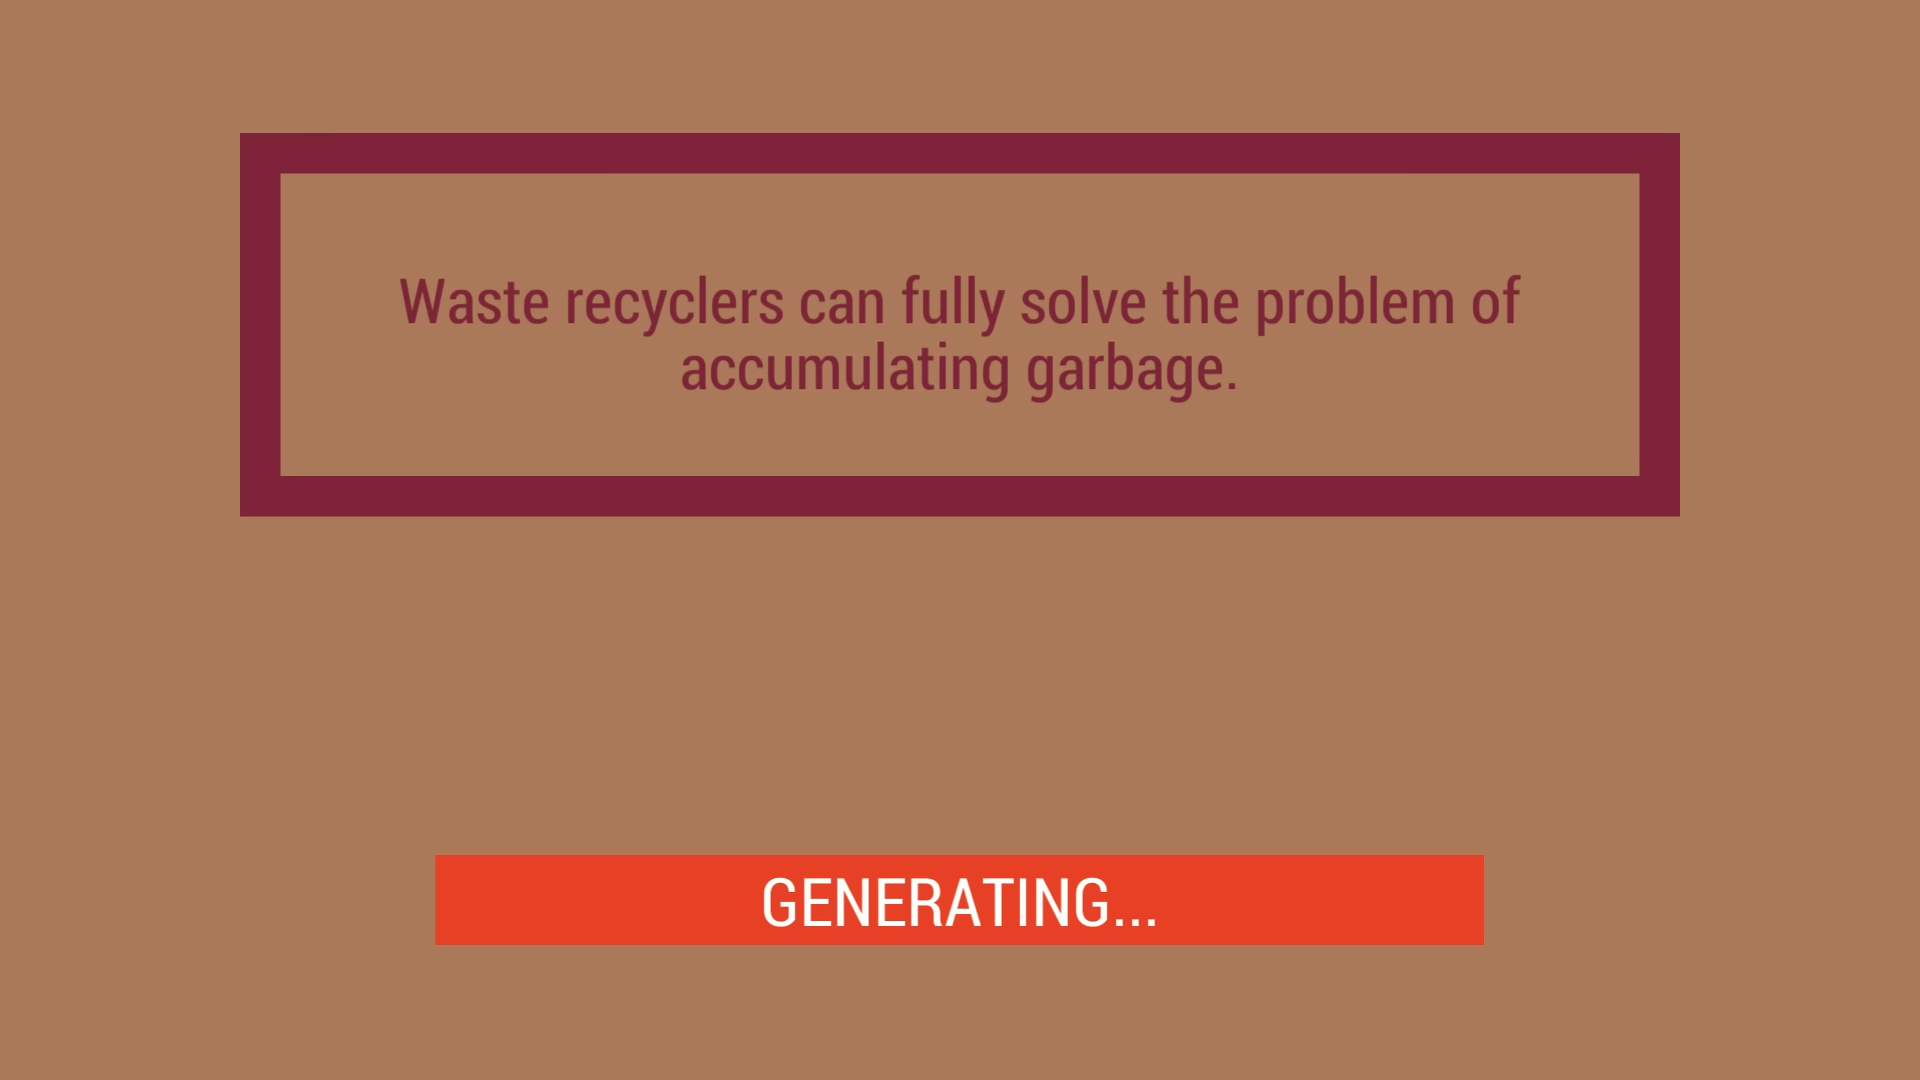 Waste recyclers can fully solve the problem of
accumulating garbage.
GENERATING...